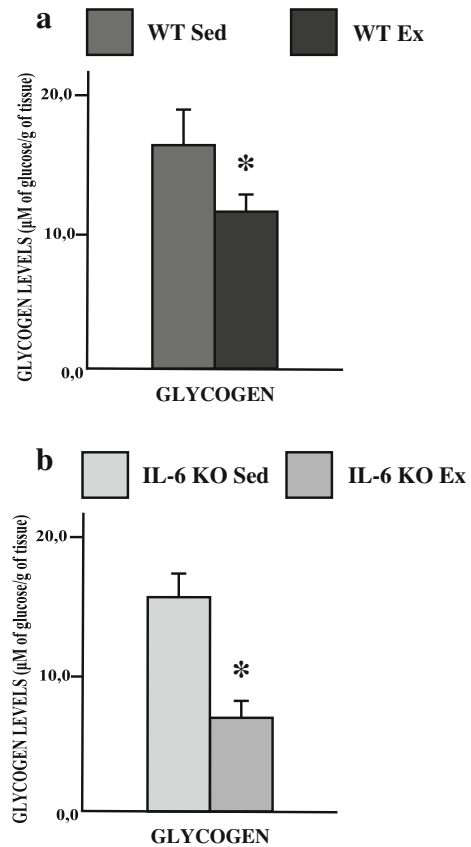 a WT Sed WT Ex
GLYCOGEN LEVELS (µM of glucose/g of tissue)
20,0
*
10,0
0,0
GLYCOGEN
b IL-6 KO Sed IL-6 KO Ex
GLYCOGEN LEVELS (µM of glucose/g of tissue)
20,0
10,0
*
0,0
GLYCOGEN